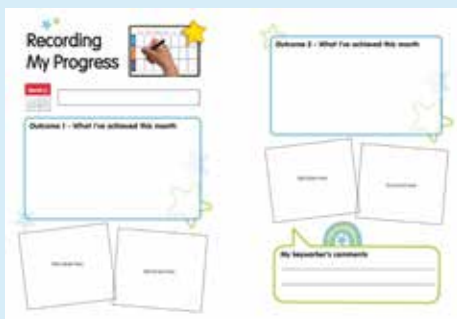 Recording
My Progress
Outcome 1 - What I've achieved this month
Outcome 2 - What I've achieved this month
My keyworker's comments